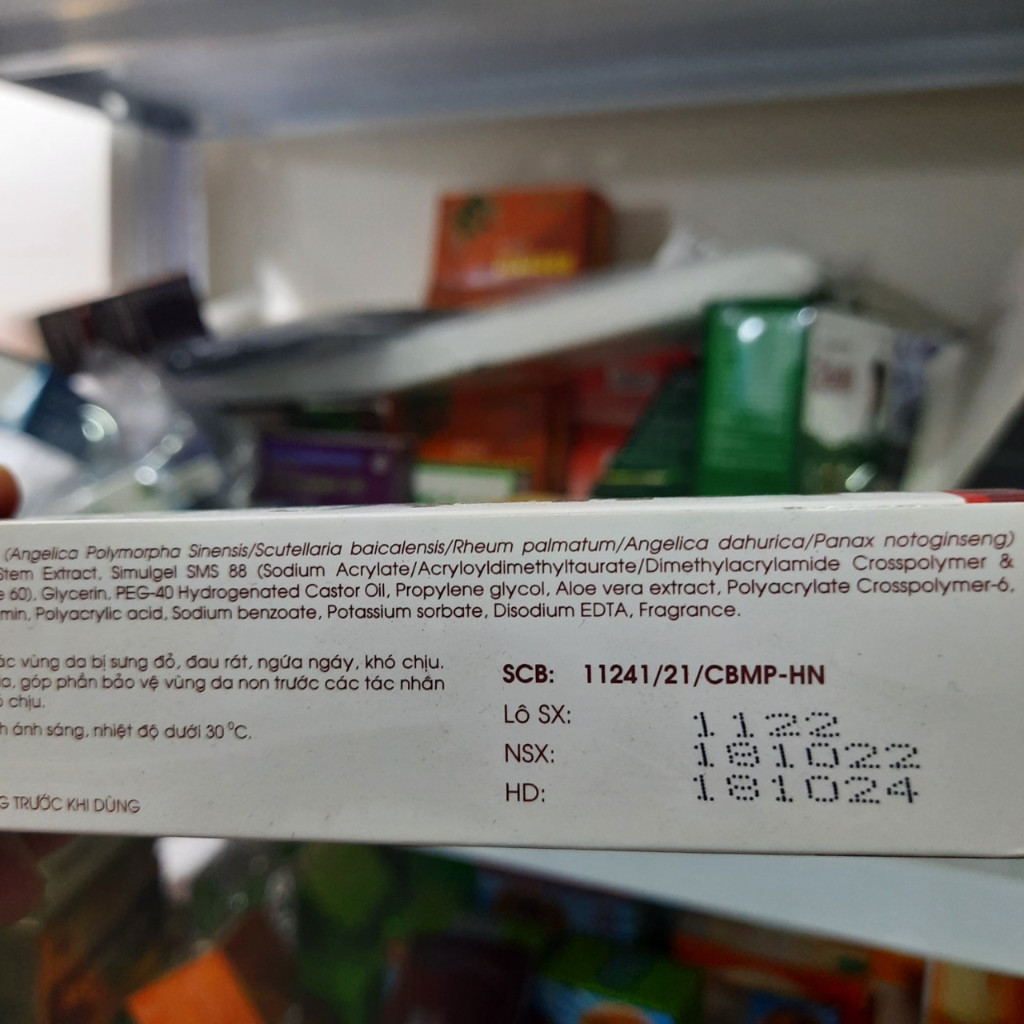 (Angelica Polymorpha Sinensis/Scutellaria baicalensis/Rheum palmatum/Angelica dahurica/Panax notoginseng)
Stem Extract, Simulgel SMS 88 (Sodium Acrylate/Acryloyldimethyltaurate/Dimethylacrylamide Crosspolymer &
60), Glycerin, PEG-40 Hydrogenated Castor Oil, Propylene glycol, Aloe vera extract, Polyacrylate Crosspolymer-6,
min, Polyacrylic acid, Sodium benzoate, Potassium sorbate, Disodium EDTA, Fragrance.
vùng da bị sưng đỏ, đau rát, ngứa ngáy, khó chịu.
góp phần bảo vệ vùng da non trước các tác nhân
chịu.
ánh sáng, nhiệt độ dưới 30 ⁰C.
TRƯỚC KHI DÙNG
SCB: 11241/21/CBMP-HN
Lô SX: 1122
NSX: 181022
HD: 181024